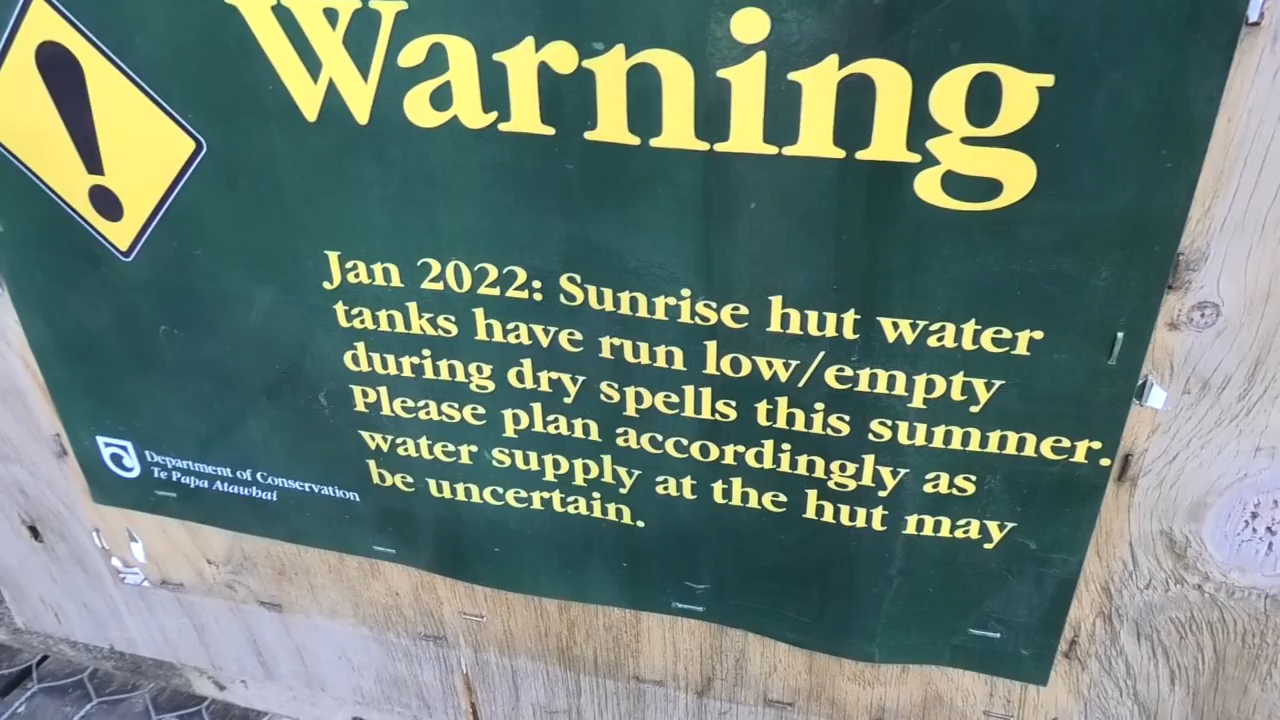 Warning
Jan 2022: Sunrise hut water
tanks have run low/empty
during dry spells this summer.
Please plan accordingly as
water supply at the hut may
be uncertain.
Department of Conservation
Te Papa Atawhai